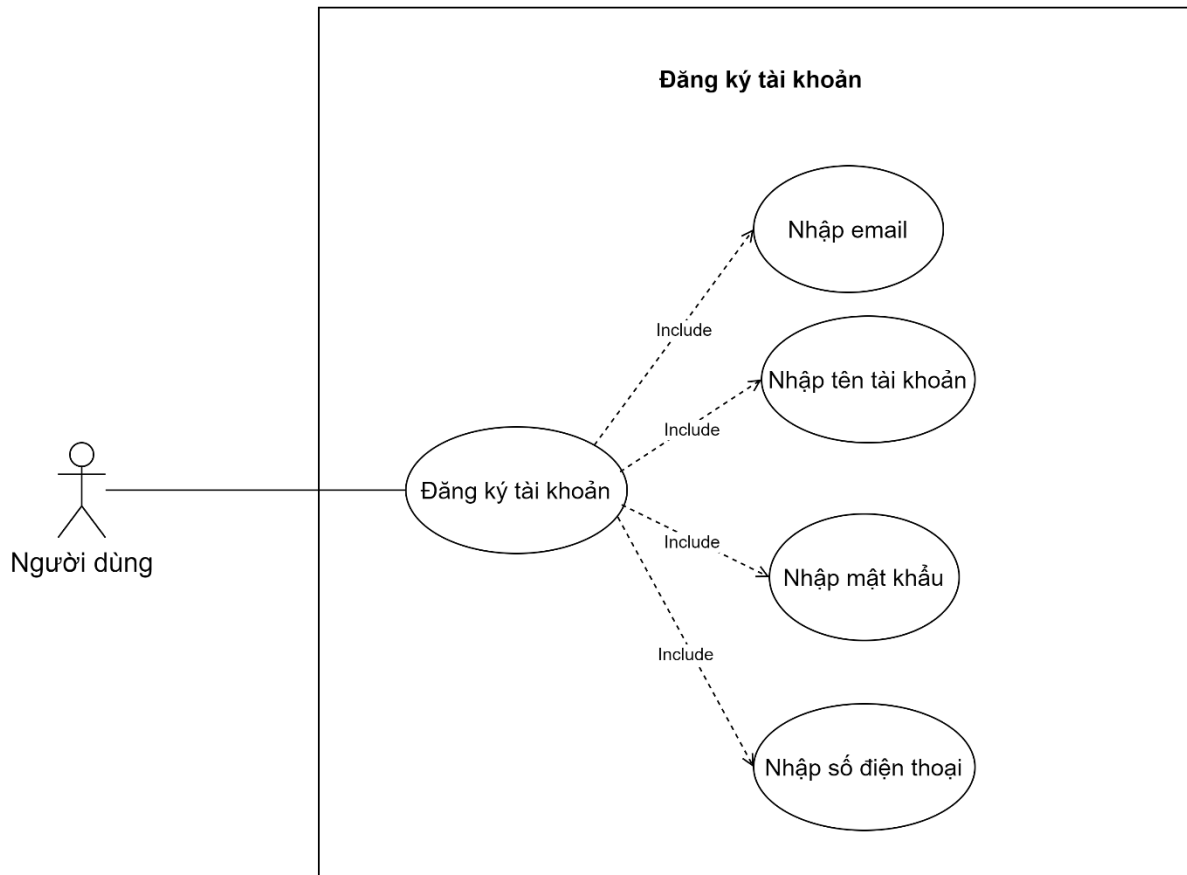 Đăng ký tài khoản
Nhập email
Include
Nhập tên tài khoản
Include
Đăng ký tài khoản
Include
Nhập mật khẩu
Người dùng
Include
Nhập số điện thoại